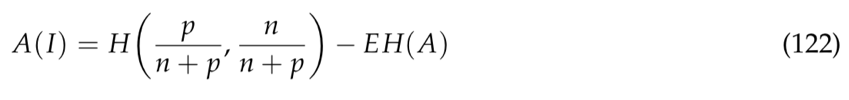 A(I) = H(p/(n + p), n/(n + p)) − EH(A) (122)